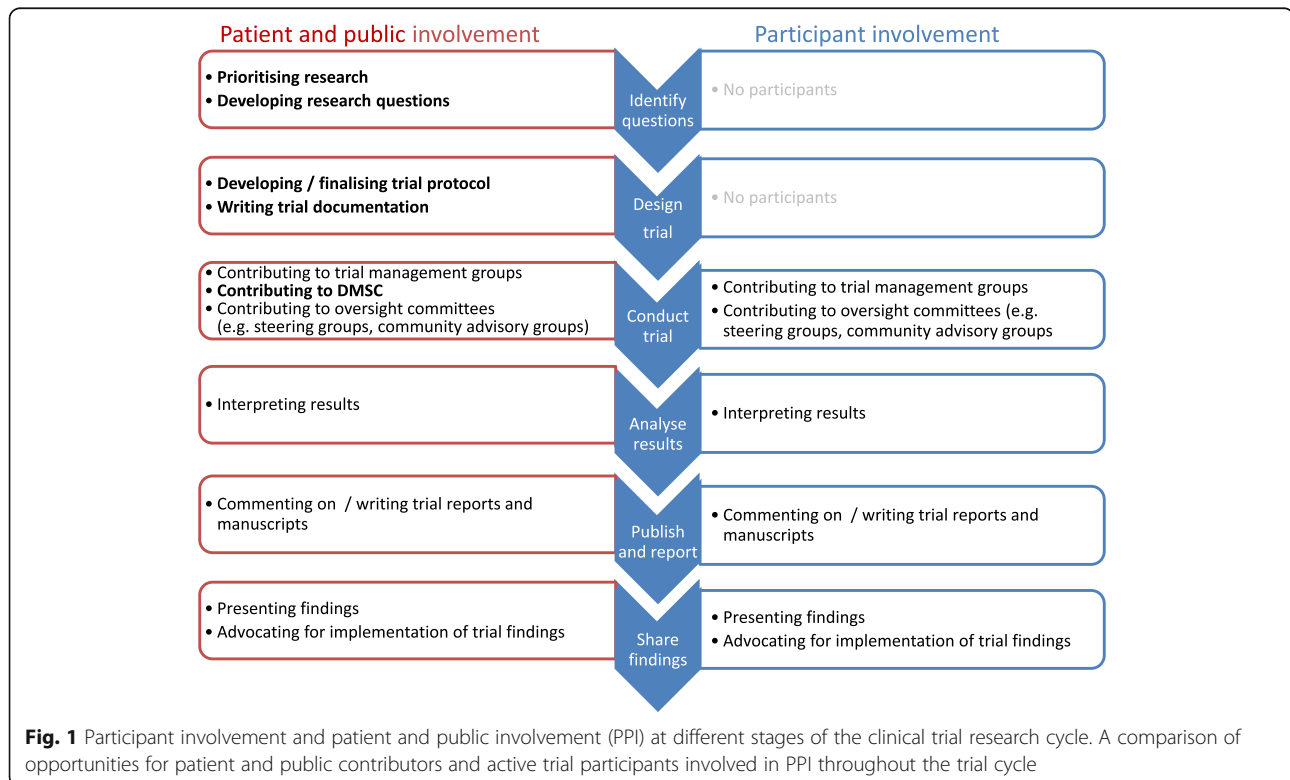 Patient and public involvement
Participant involvement
• Prioritising research
• Developing research questions
Identify
questions
• No participants
• Developing / finalising trial protocol
• Writing trial documentation
Design
trial
• No participants
• Contributing to trial management groups
• Contributing to DMSC
• Contributing to oversight committees
(e.g. steering groups, community advisory groups)
Conduct
trial
• Contributing to trial management groups
• Contributing to oversight committees (e.g.
steering groups, community advisory groups
• Interpreting results
Analyse
results
• Interpreting results
• Commenting on / writing trial reports and
manuscripts
Publish
and report
• Commenting on / writing trial reports and
manuscripts
• Presenting findings
• Advocating for implementation of trial findings
Share
findings
• Presenting findings
• Advocating for implementation of trial findings
Fig. 1 Participant involvement and patient and public involvement (PPI) at different stages of the clinical trial research cycle. A comparison of
opportunities for patient and public contributors and active trial participants involved in PPI throughout the trial cycle